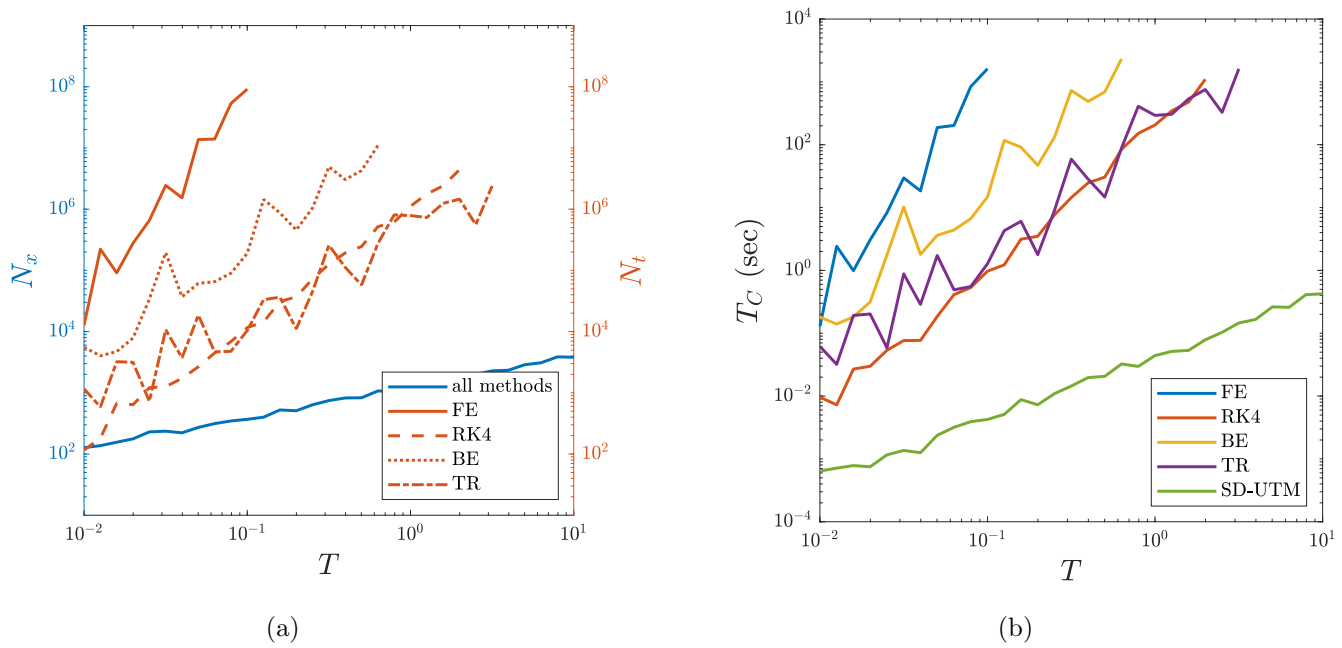 10^8
10^6
10^4
10^2
N_x
10^8
10^6
10^4
10^2
N_t
all methods
FE
RK4
BE
TR
10^{-2}
10^{-1}
10^0
10^1
T
(a)
10^4
10^2
10^0
10^{-2}
10^{-4}
T_C (sec)
FE
RK4
BE
TR
SD-UTM
10^{-2}
10^{-1}
10^0
10^1
T
(b)